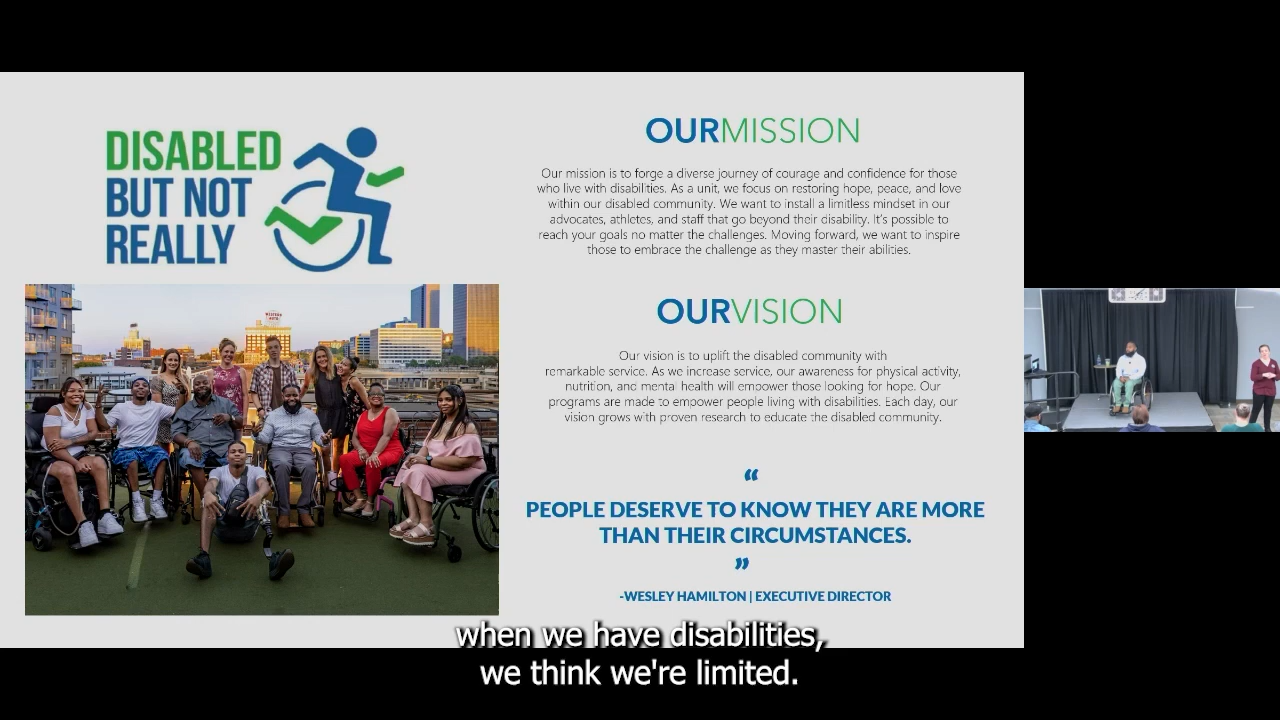 DISABLED
BUT NOT
REALLY
OURMISSION
Our mission is to forge a diverse journey of courage and confidence for those
who live with disabilities. As a unit, we focus on restoring hope, peace, and love
within our disabled community. We want to install a limitless mindset in our
advocates, athletes, and staff that go beyond their disability. It's possible to
reach your goals no matter the challenges. Moving forward, we want to inspire
those to embrace the challenge as they master their abilities.
OURVISION
Our vision is to uplift the disabled community with
remarkable service. As we increase service, our awareness for physical activity,
nutrition, and mental health will empower those looking for hope. Our
programs are made to empower people living with disabilities. Each day, our
vision grows with proven research to educate the disabled community.
“
PEOPLE DESERVE TO KNOW THEY ARE MORE
THAN THEIR CIRCUMSTANCES.
”
-WESLEY HAMILTON | EXECUTIVE DIRECTOR
when we have disabilities,
we think we're limited.